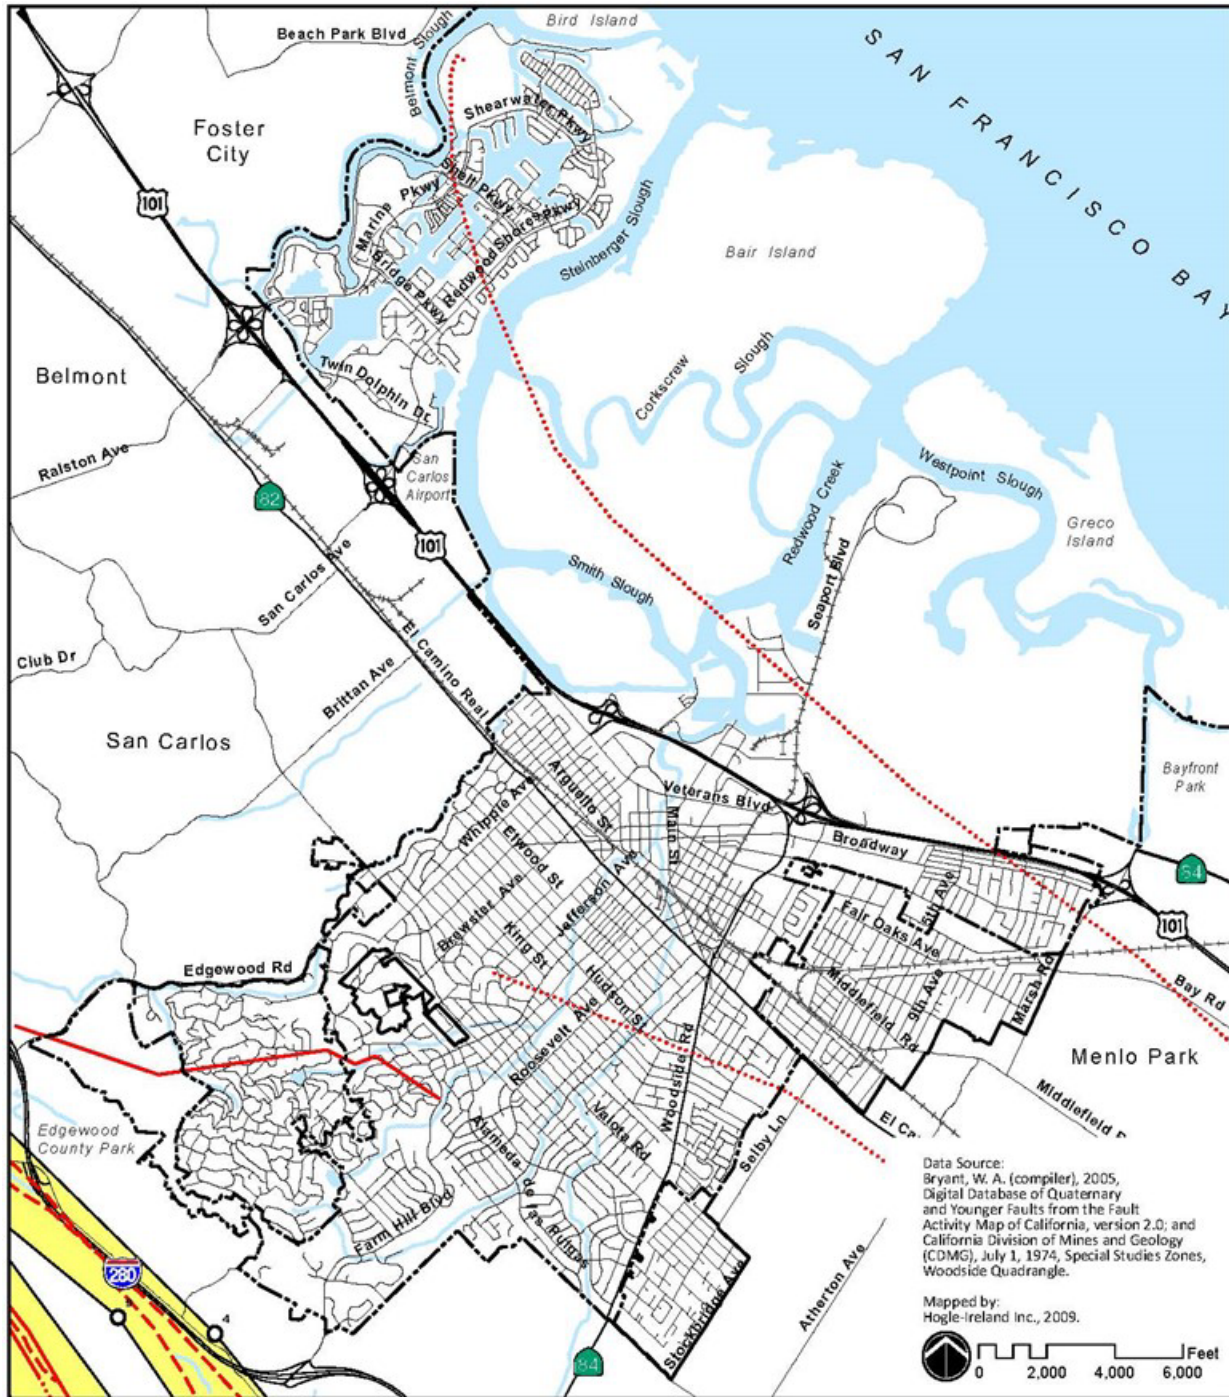 Bird Island
Beach Park Blvd
Belmont Slough
SAN FRANCISCO BAY
Shearwater Pkwy
Foster
City
Shell Pkwy
Marine Pkwy
101
Redwood Shores Pkwy
Steinberger Slough
Bair Island
Bridge Pkwy
Belmont
Twin Dolphin Dr
Corkscrew Slough
Ralston Ave
San
Carlos
Airport
Westpoint Slough
82
Redwood Creek
Greco
Island
101
San Carlos Ave
Smith Slough
Seaport Blvd
El Camino Real
Club Dr
Brittan Ave
San Carlos
Bayfront
Park
Arguello St
Veterans Blvd
Whipple Ave
Main St
Broadway
Elwood St
84
Jefferson Ave
5th Ave
Brewster Ave
Fair Oaks Ave
101
King St
Edgewood Rd
Hudson St
Middlefield Rd
9th Ave
Marsh Rd
Bay Rd
Roosevelt Ave
Woodside Rd
Menlo Park
Middlefield
Valota Rd
El Ca
Selby Ln
Edgewood
County Park
Alameda de las Pulgas
Farm Hill Blvd
280
4
Stockbridge Ave
Atherton Ave
84
Data Source:
Bryant, W. A. (compiler), 2005,
Digital Database of Quaternary
and Younger Faults from the Fault
Activity Map of California, version 2.0; and
California Division of Mines and Geology
(CDMG), July 1, 1974, Special Studies Zones,
Woodside Quadrangle.
Mapped by:
Hogle-Ireland Inc., 2009.
Feet
0 2,000 4,000 6,000